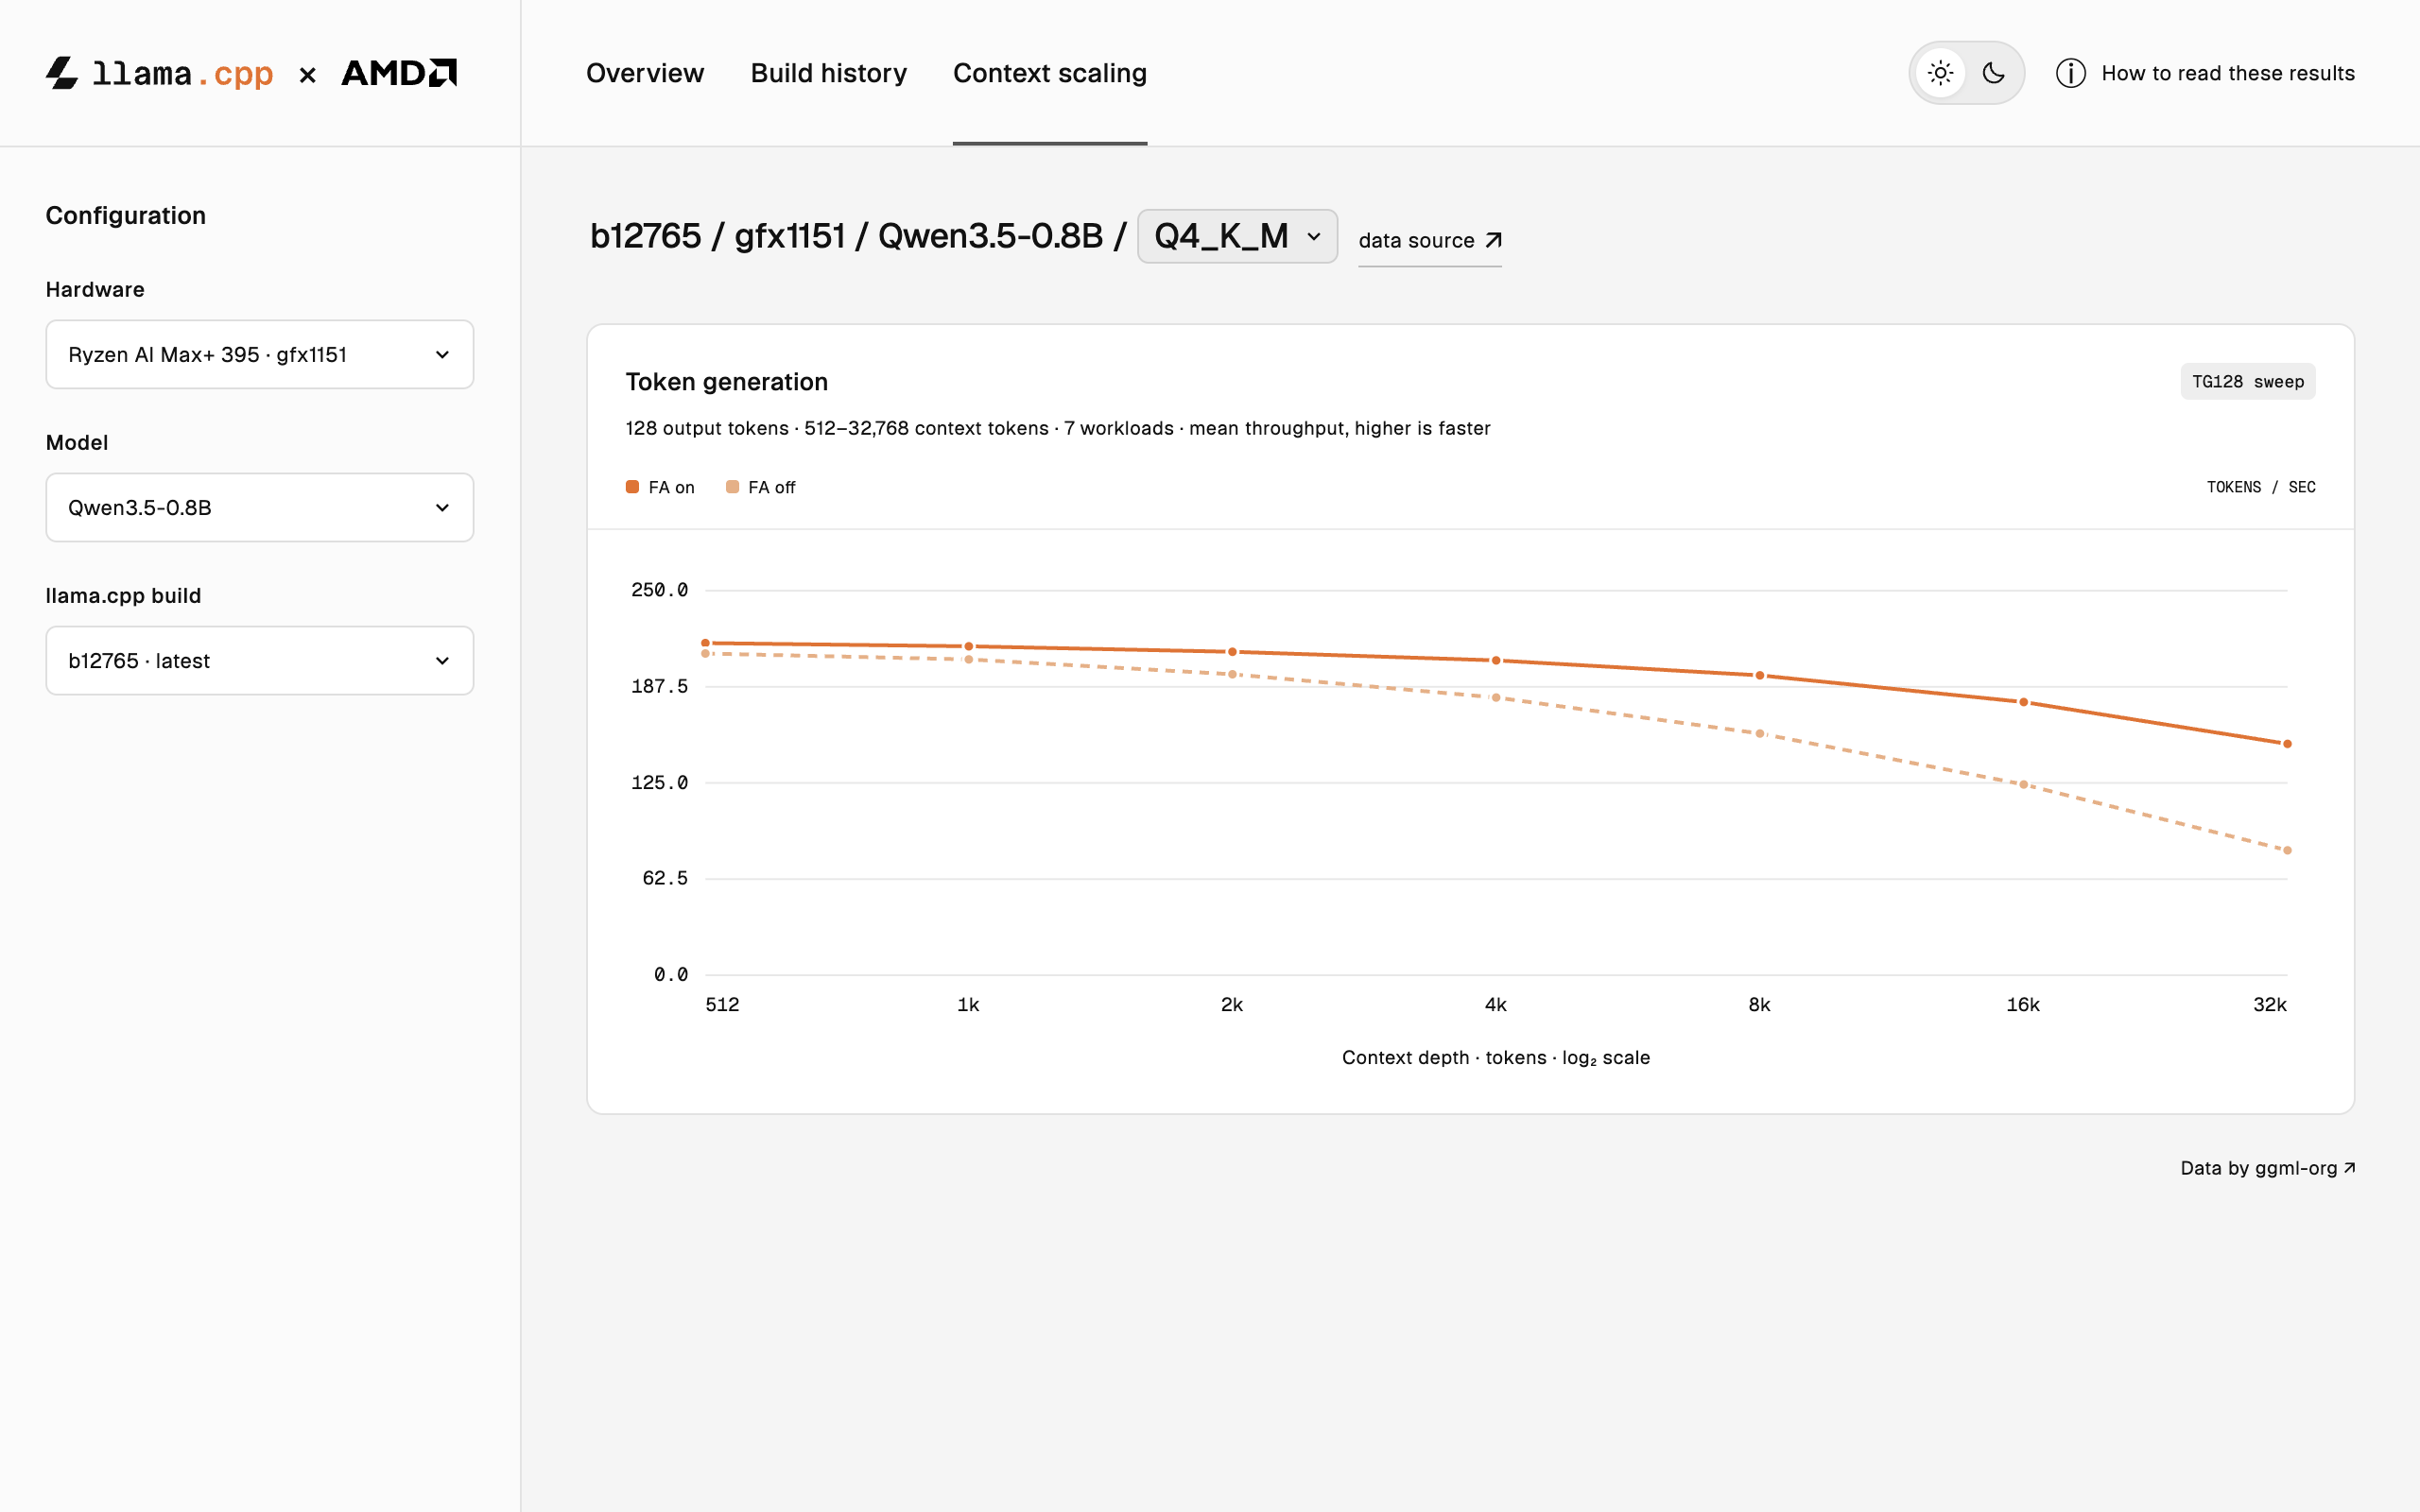 llama.cpp × AMD
Overview
Build history
Context scaling
How to read these results
Configuration
Hardware
Ryzen AI Max+ 395 · gfx1151
Model
Qwen3.5-0.8B
llama.cpp build
b12765 · latest
b12765 / gfx1151 / Qwen3.5-0.8B / Q4_K_M
data source
Token generation
TG128 sweep
128 output tokens · 512–32,768 context tokens · 7 workloads · mean throughput, higher is faster
FA on
FA off
TOKENS / SEC
250.0
187.5
125.0
62.5
0.0
512
1k
2k
4k
8k
16k
32k
Context depth · tokens · log₂ scale
Data by ggml-org